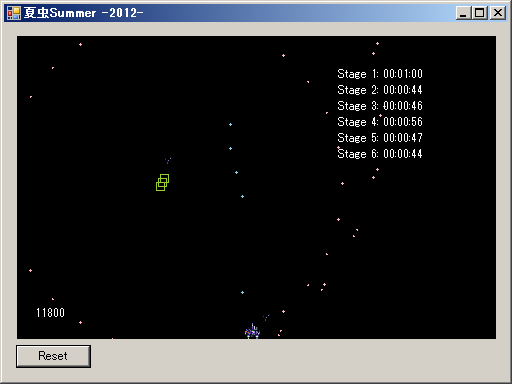 夏虫Summer -2012-
Stage 1: 00:01:00
Stage 2: 00:00:44
Stage 3: 00:00:46
Stage 4: 00:00:56
Stage 5: 00:00:47
Stage 6: 00:00:44
11800
Reset